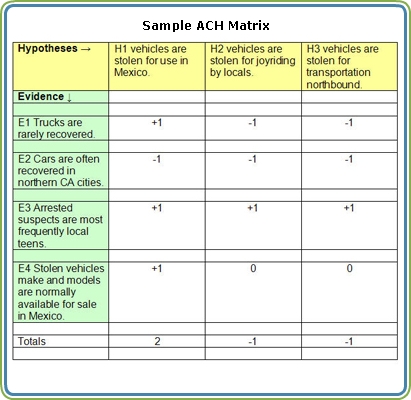 Sample ACH Matrix
Hypotheses →
H1 vehicles are
stolen for use in
Mexico.
H2 vehicles are
stolen for joyriding
by locals.
H3 vehicles are
stolen for
transportation
northbound.
Evidence ↓
E1 Trucks are
rarely recovered.
+1
-1
-1
E2 Cars are often
recovered in
northern CA cities.
-1
-1
-1
E3 Arrested
suspects are most
frequently local
teens.
+1
+1
+1
E4 Stolen vehicles
make and models
are normally
available for sale
in Mexico.
+1
0
0
Totals
2
-1
-1